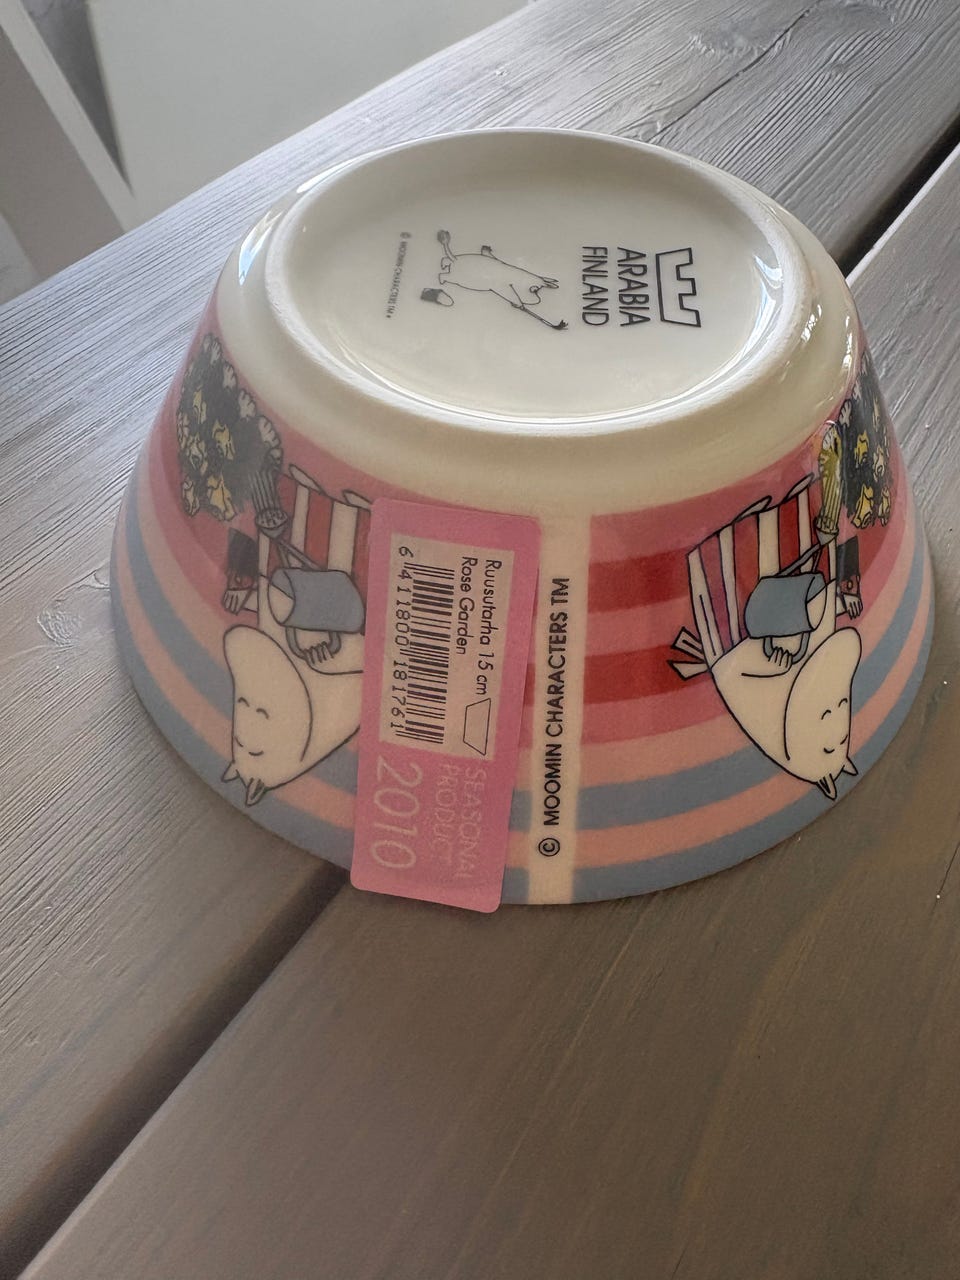 ARABIA
FINLAND
© MOOMIN CHARACTERS TM
Ruusutarha 15 cm
Rose Garden
6 411800 181761
SEASONAL
PRODUCT
2010
© MOOMIN CHARACTERS TM